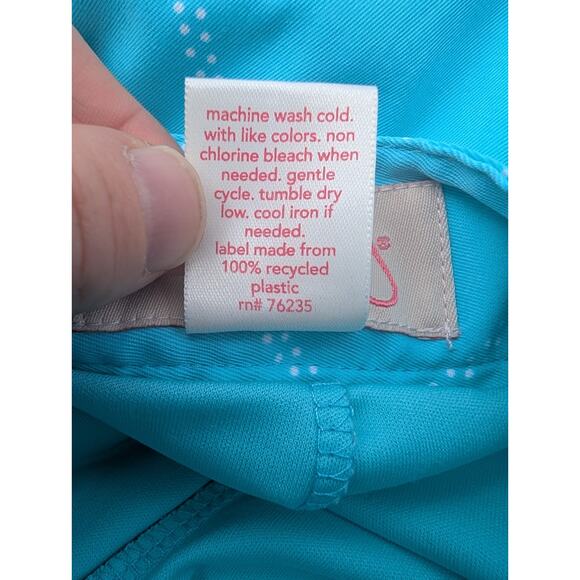 machine wash cold.
with like colors. non
chlorine bleach when
needed. gentle
cycle. tumble dry
low. cool iron if
needed.
label made from
100% recycled
plastic
rn# 76235
®